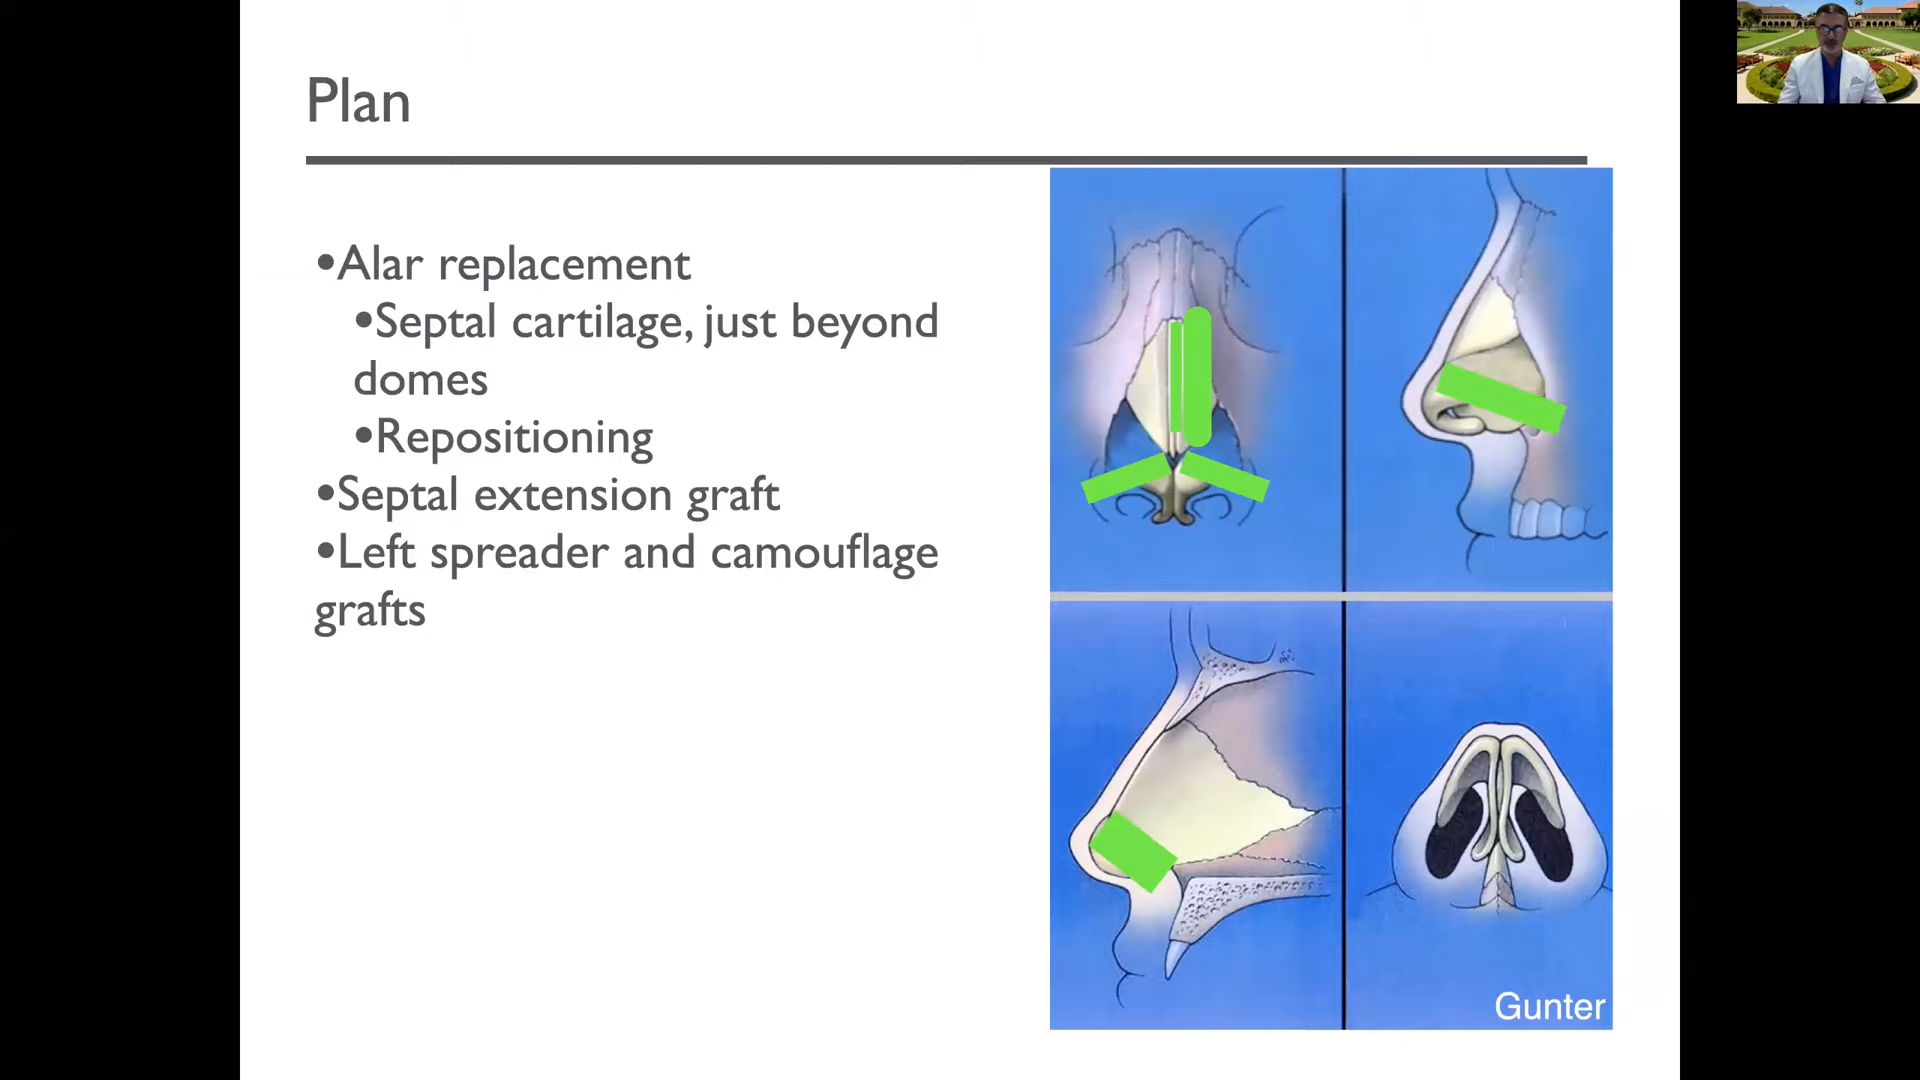 Plan
•Alar replacement
•Septal cartilage, just beyond
domes
•Repositioning
•Septal extension graft
•Left spreader and camouflage
grafts
Gunter